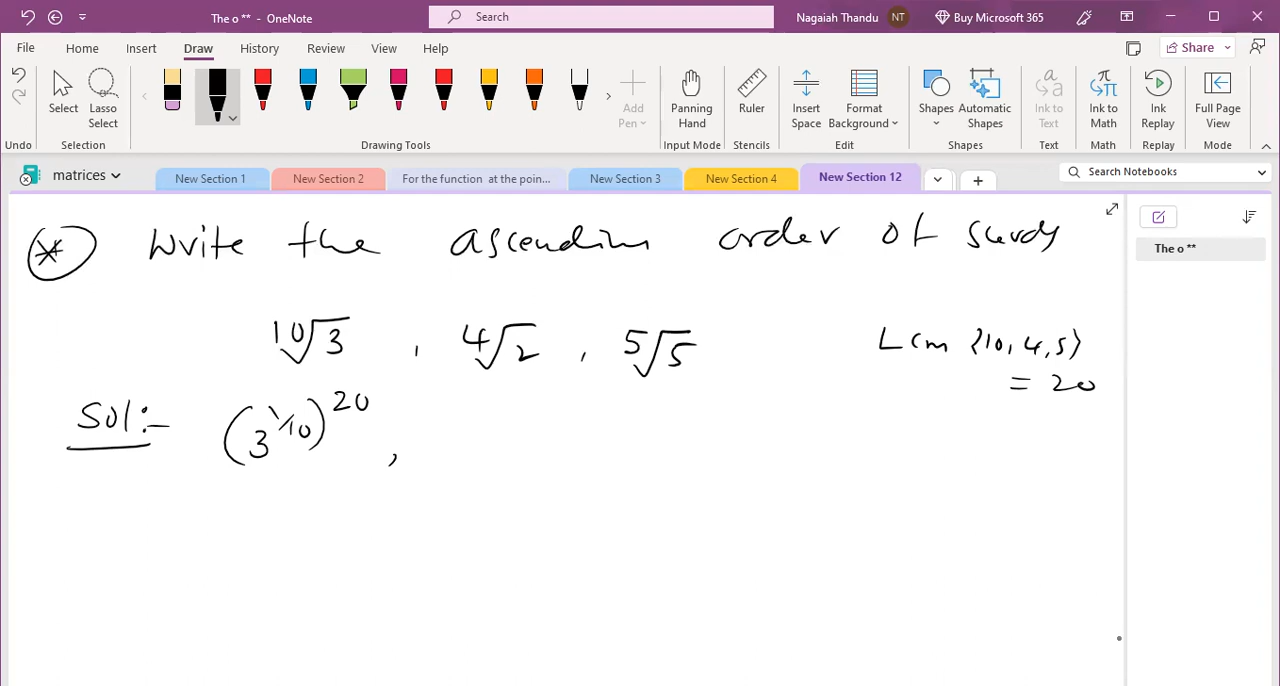 The o ** - OneNote
Search
Nagaiah Thandu NT
Buy Microsoft 365
File Home Insert Draw History Review View Help
Share
Undo
Select
Lasso Select
Selection
Add Pen
Drawing Tools
Panning Hand
Input Mode
Ruler
Stencils
Insert Space
Format Background
Edit
Shapes
Automatic Shapes
Shapes
Ink to Text
Text
Ink to Math
Math
Ink Replay
Replay
Full Page View
Mode
matrices
New Section 1
New Section 2
For the function at the poin...
New Section 3
New Section 4
New Section 12
Search Notebooks
The o **
Write the ascendim order of surds
¹⁰√3 , ⁴√2 , ⁵√5
Lcm {10, 4, 5}
= 20
Sol:- (3^1/10)^20 ,